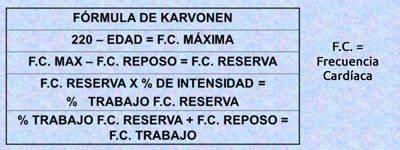 FÓRMULA DE KARVONEN
220 – EDAD = F.C. MÁXIMA
F.C. MAX – F.C. REPOSO = F.C. RESERVA
F.C. RESERVA X % DE INTENSIDAD =
% TRABAJO F.C. RESERVA
% TRABAJO F.C. RESERVA + F.C. REPOSO =
F.C. TRABAJO
F.C. =
Frecuencia
Cardíaca